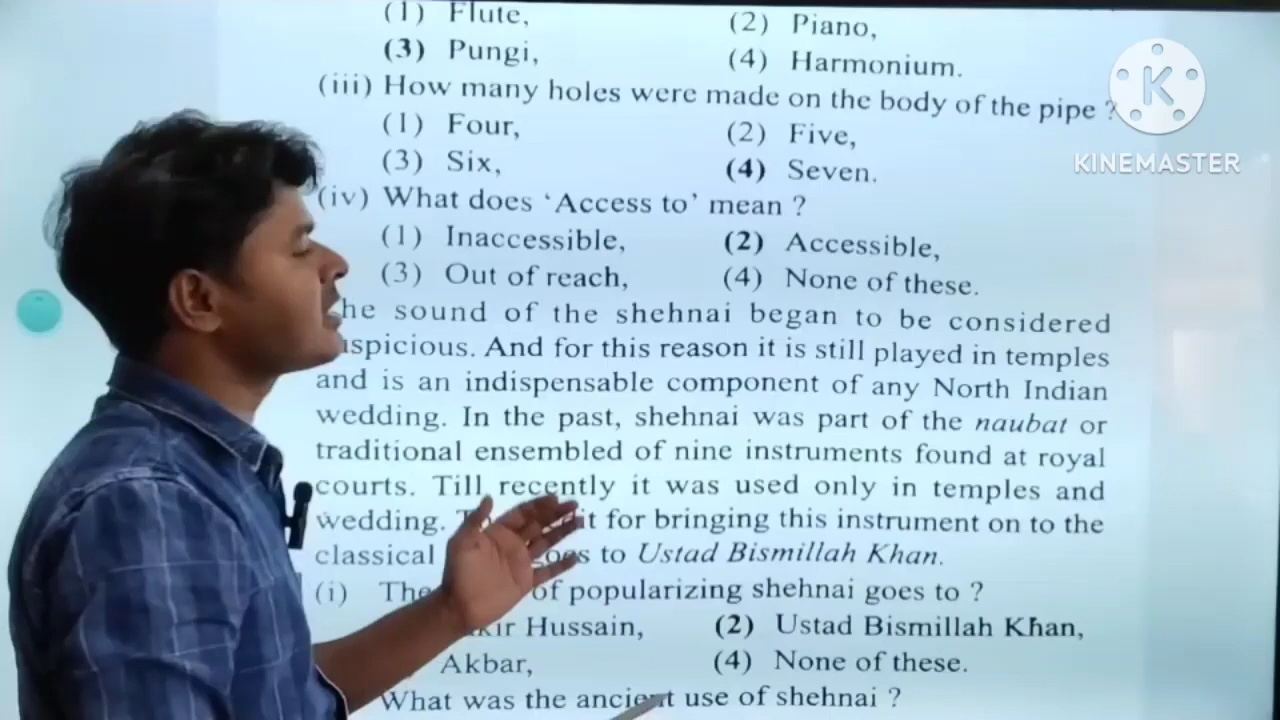 (1) Flute,
(2) Piano,
(3) Pungi,
(4) Harmonium.
(iii) How many holes were made on the body of the pipe ?
(1) Four,
(2) Five,
(3) Six,
(4) Seven.
(iv) What does ‘Access to’ mean ?
(1) Inaccessible,
(2) Accessible,
(3) Out of reach,
(4) None of these.
he sound of the shehnai began to be considered
uspicious. And for this reason it is still played in temples
and is an indispensable component of any North Indian
wedding. In the past, shehnai was part of the naubat or
traditional ensembled of nine instruments found at royal
courts. Till recently it was used only in temples and
wedding. it for bringing this instrument on to the
classical goes to Ustad Bismillah Khan.
(i) The of popularizing shehnai goes to ?
kir Hussain,
(2) Ustad Bismillah Khan,
Akbar,
(4) None of these.
What was the ancient use of shehnai ?
K
KINEMASTER